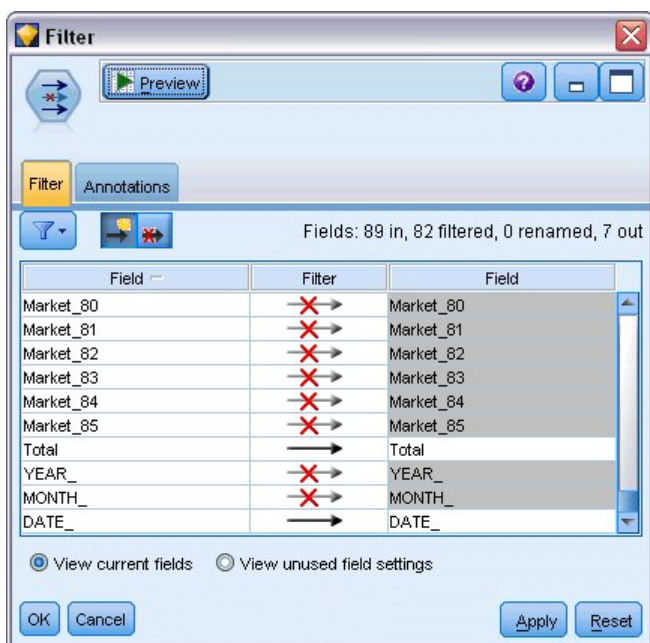 Filter
Preview
Filter
Annotations
Fields: 89 in, 82 filtered, 0 renamed, 7 out
Field Filter Field
Market_80 Market_80
Market_81 Market_81
Market_82 Market_82
Market_83 Market_83
Market_84 Market_84
Market_85 Market_85
Total Total
YEAR_ YEAR_
MONTH_ MONTH_
DATE_ DATE_
View current fields View unused field settings
OK Cancel Apply Reset